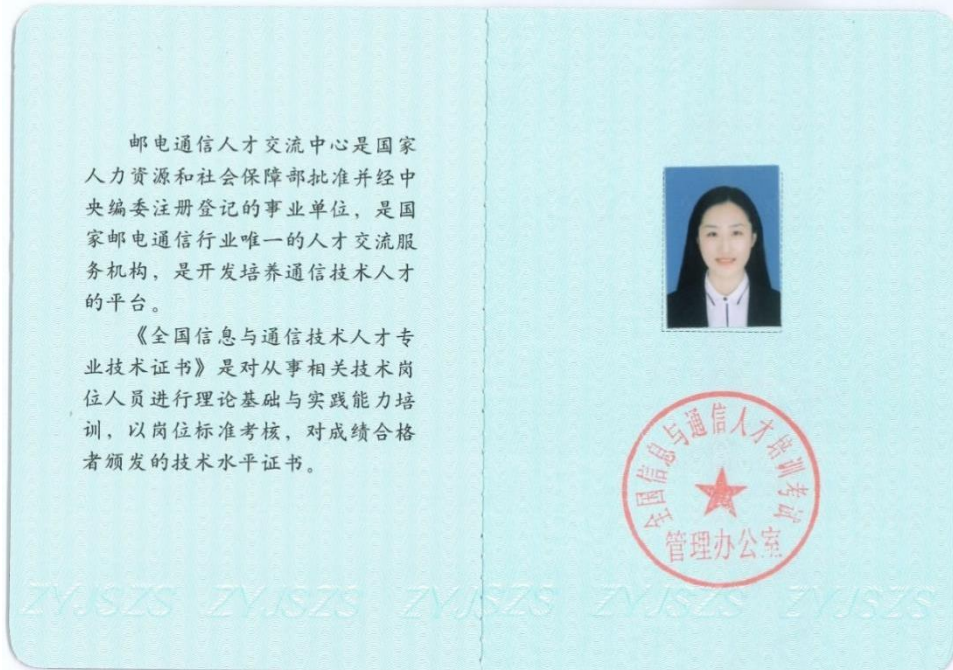 邮电通信人才交流中心是国家
人力资源和社会保障部批准并经中
央编委注册登记的事业单位，是国
家邮电通信行业唯一的人才交流服
务机构，是开发培养通信技术人才
的平台。
《全国信息与通信技术人才专
业技术证书》是对从事相关技术岗
位人员进行理论基础与实践能力培
训，以岗位标准考核，对成绩合格
者颁发的技术水平证书。
全国信息与通信人才培训考试
管理办公室
ZYJSZS ZYJSZS ZYJSZS ZYJSZS ZYJSZS